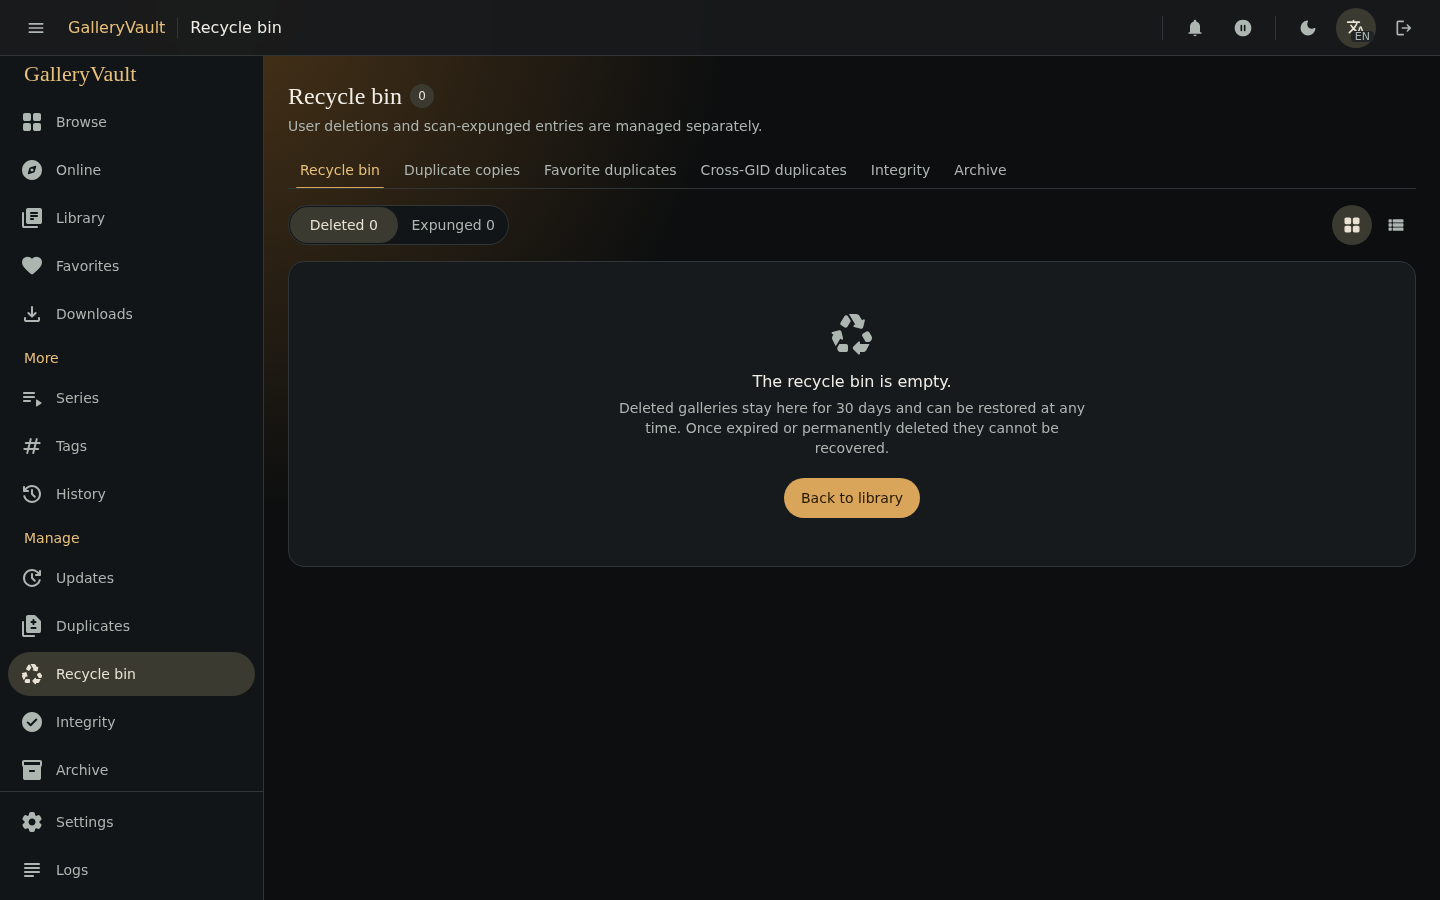 GalleryVault
Recycle bin
EN
GalleryVault
Browse
Online
Library
Favorites
Downloads
More
Series
Tags
History
Manage
Updates
Duplicates
Recycle bin
Integrity
Archive
Settings
Logs
Recycle bin 0
User deletions and scan-expunged entries are managed separately.
Recycle bin Duplicate copies Favorite duplicates Cross-GID duplicates Integrity Archive
Deleted 0 Expunged 0
The recycle bin is empty.
Deleted galleries stay here for 30 days and can be restored at any
time. Once expired or permanently deleted they cannot be
recovered.
Back to library